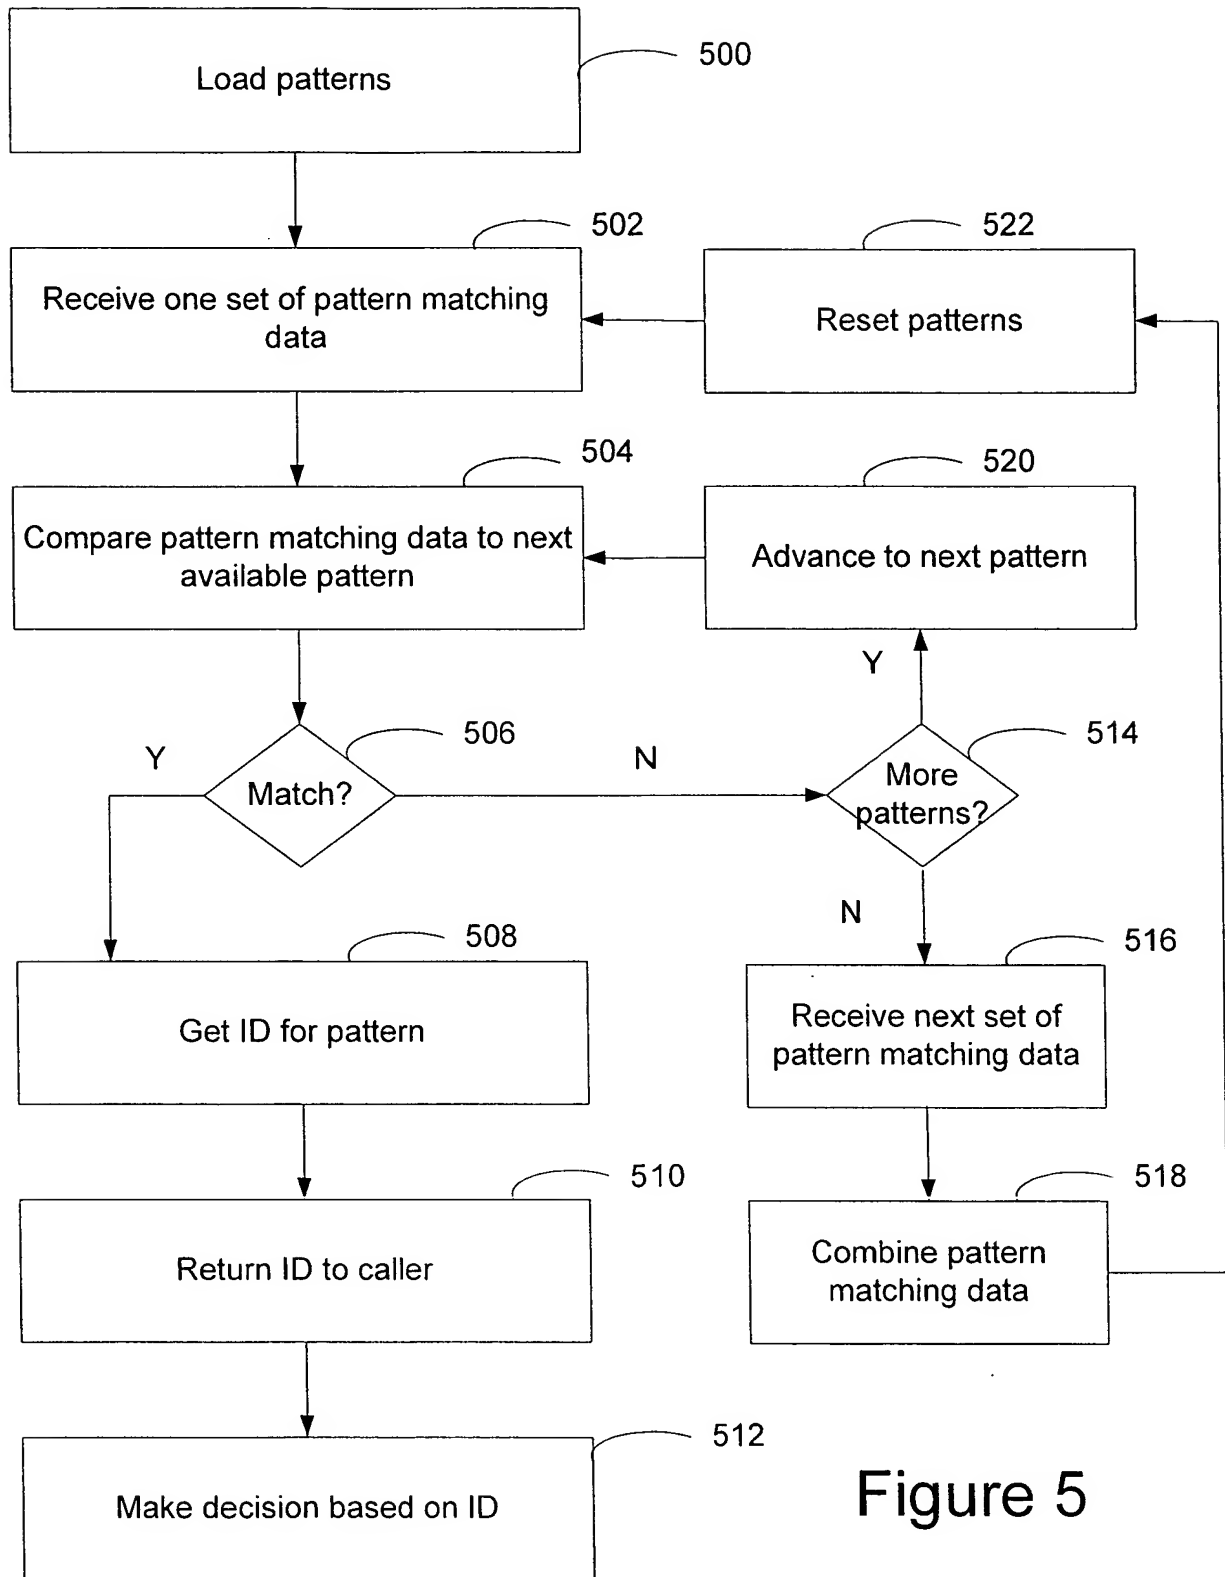 Load patterns
500
502
Receive one set of pattern matching
data
522
Reset patterns
504
Compare pattern matching data to next
available pattern
520
Advance to next pattern
Y
506
Match?
N
Y
514
More
patterns?
N
508
Get ID for pattern
516
Receive next set of
pattern matching data
510
Return ID to caller
518
Combine pattern
matching data
512
Make decision based on ID
Figure 5